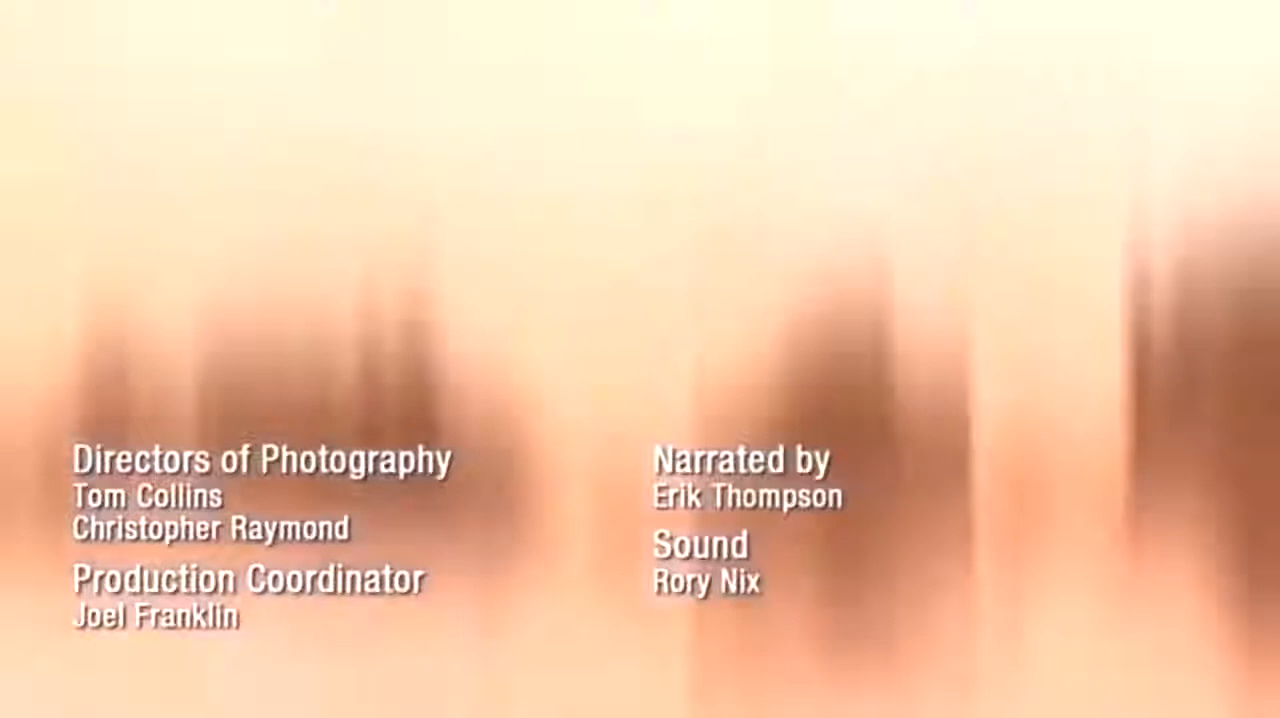 Directors of Photography
Tom Collins
Christopher Raymond
Production Coordinator
Joel Franklin
Narrated by
Erik Thompson
Sound
Rory Nix